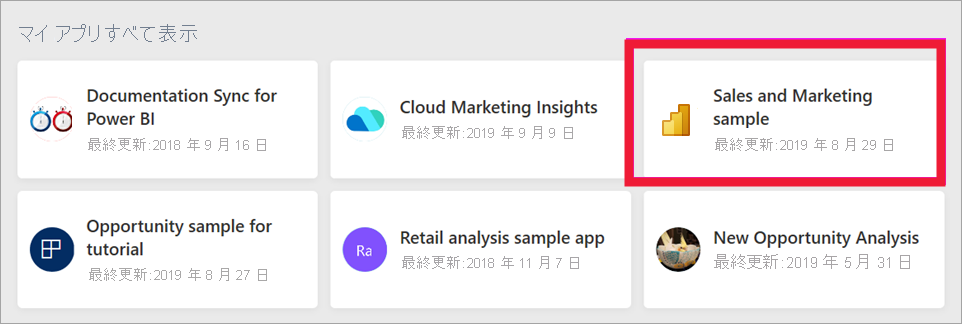 マイ アプリすべて表示
Documentation Sync for
Power BI
最終更新:2018 年 9 月 16 日
Cloud Marketing Insights
最終更新:2019 年 9 月 9 日
Sales and Marketing
sample
最終更新:2019 年 8 月 29 日
Opportunity sample for
tutorial
最終更新:2019 年 8 月 27 日
Ra
Retail analysis sample app
最終更新:2018 年 11 月 7 日
New Opportunity Analysis
最終更新:2019 年 5 月 31 日